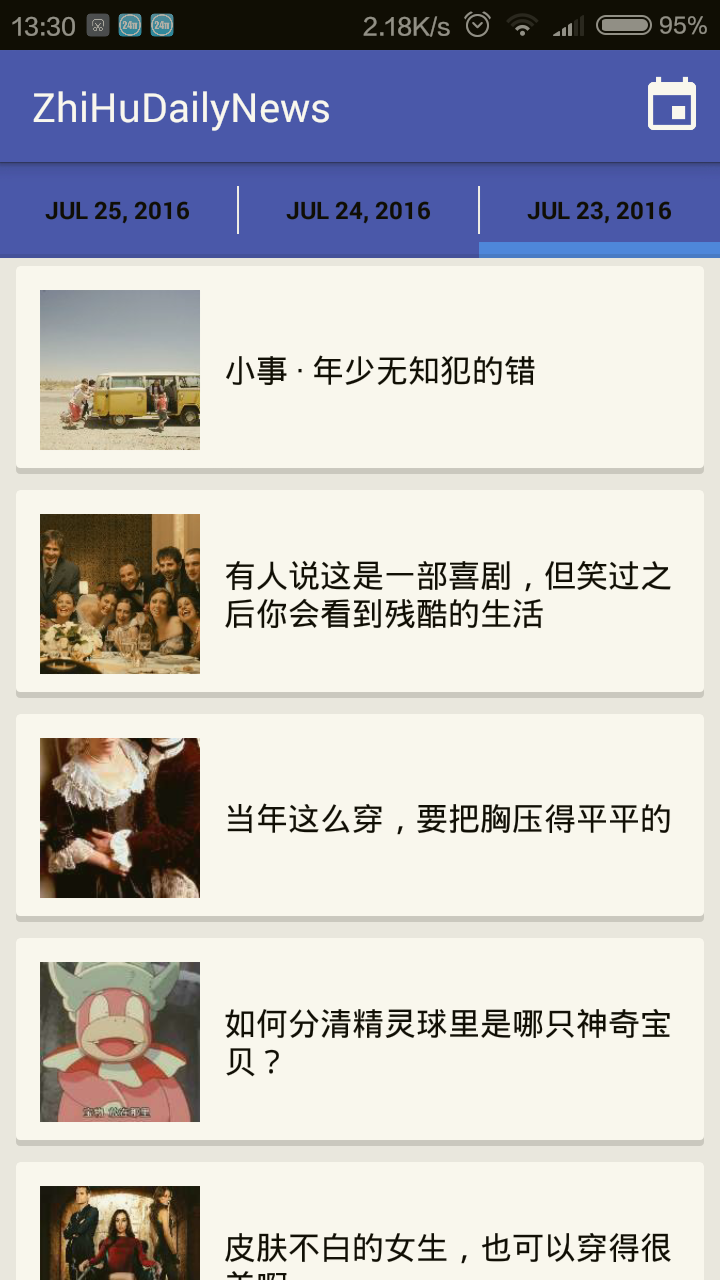 13:30 2.18K/s 95%
ZhiHuDailyNews
JUL 25, 2016 JUL 24, 2016 JUL 23, 2016
小事 · 年少无知犯的错
有人说这是一部喜剧，但笑过之
后你会看到残酷的生活
当年这么穿，要把胸压得平平的
如何分清精灵球里是哪只神奇宝
贝？
皮肤不白的女生，也可以穿得很